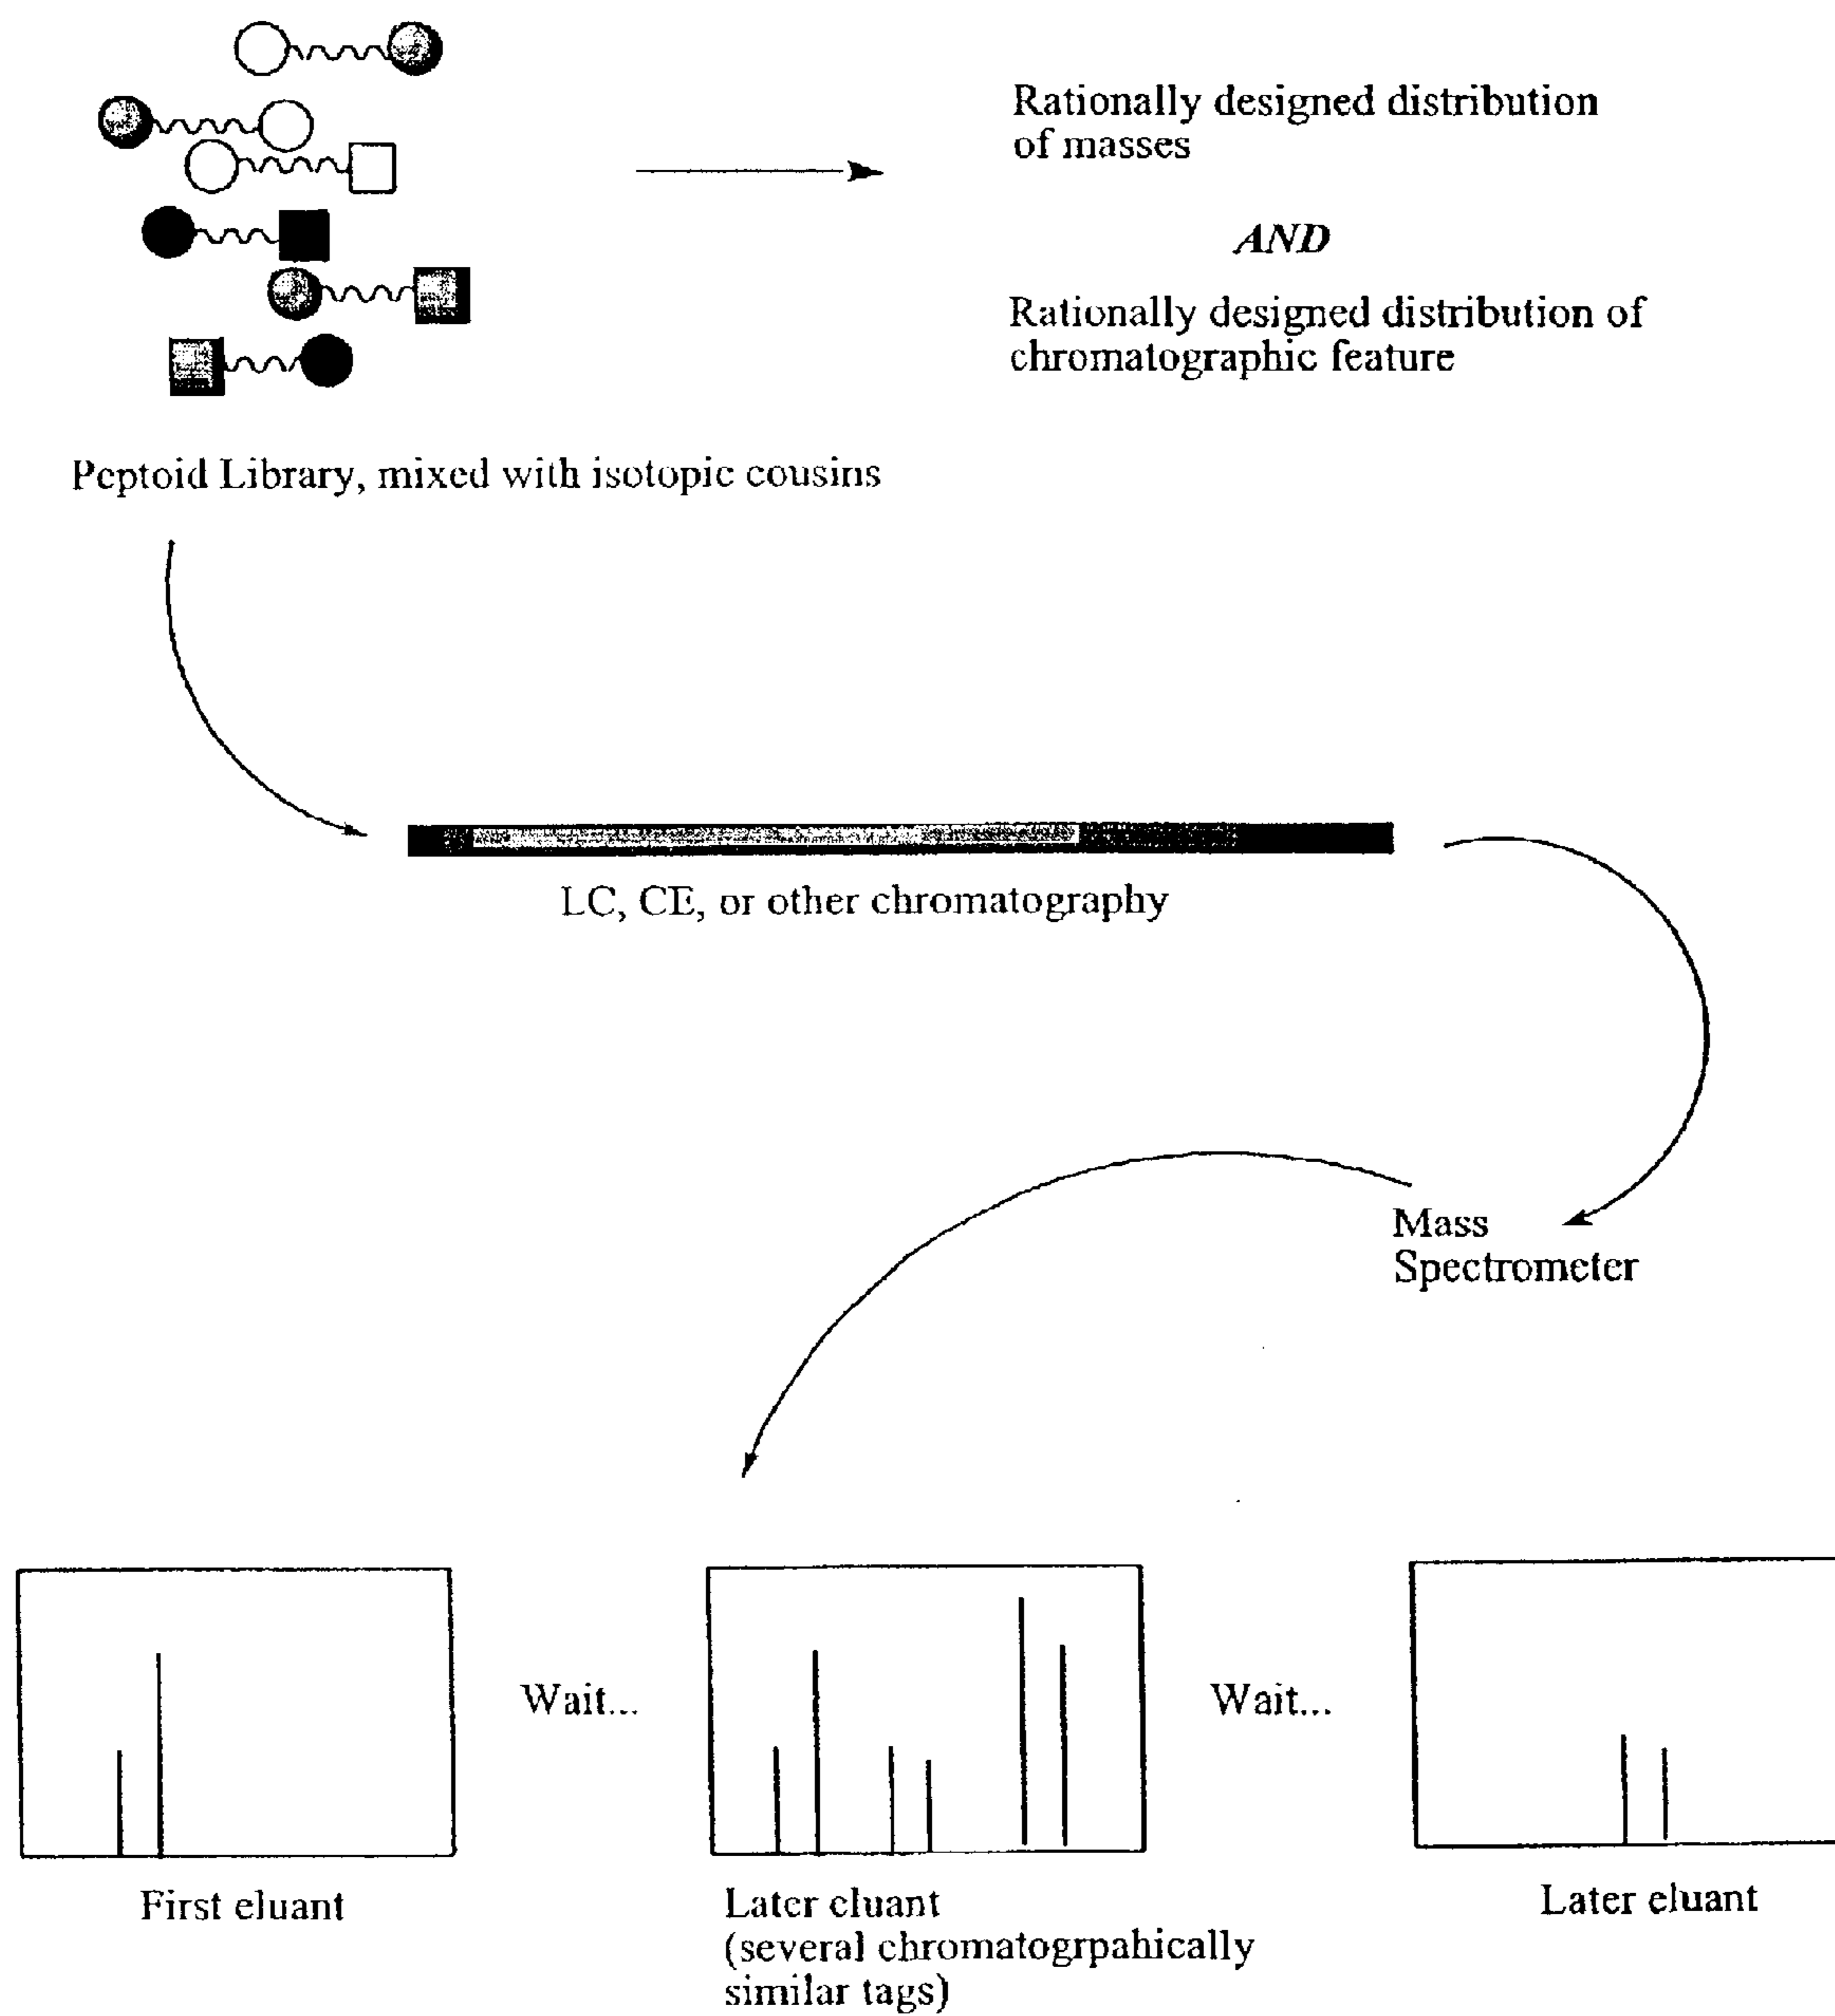 Rationally designed distribution
of masses
AND
Rationally designed distribution of
chromatographic feature
Peptoid Library, mixed with isotopic cousins
LC, CE, or other chromatography
Mass
Spectrometer
Wait...
Wait...
First eluant
Later eluant
(several chromatogrpahically
similar tags)
Later eluant